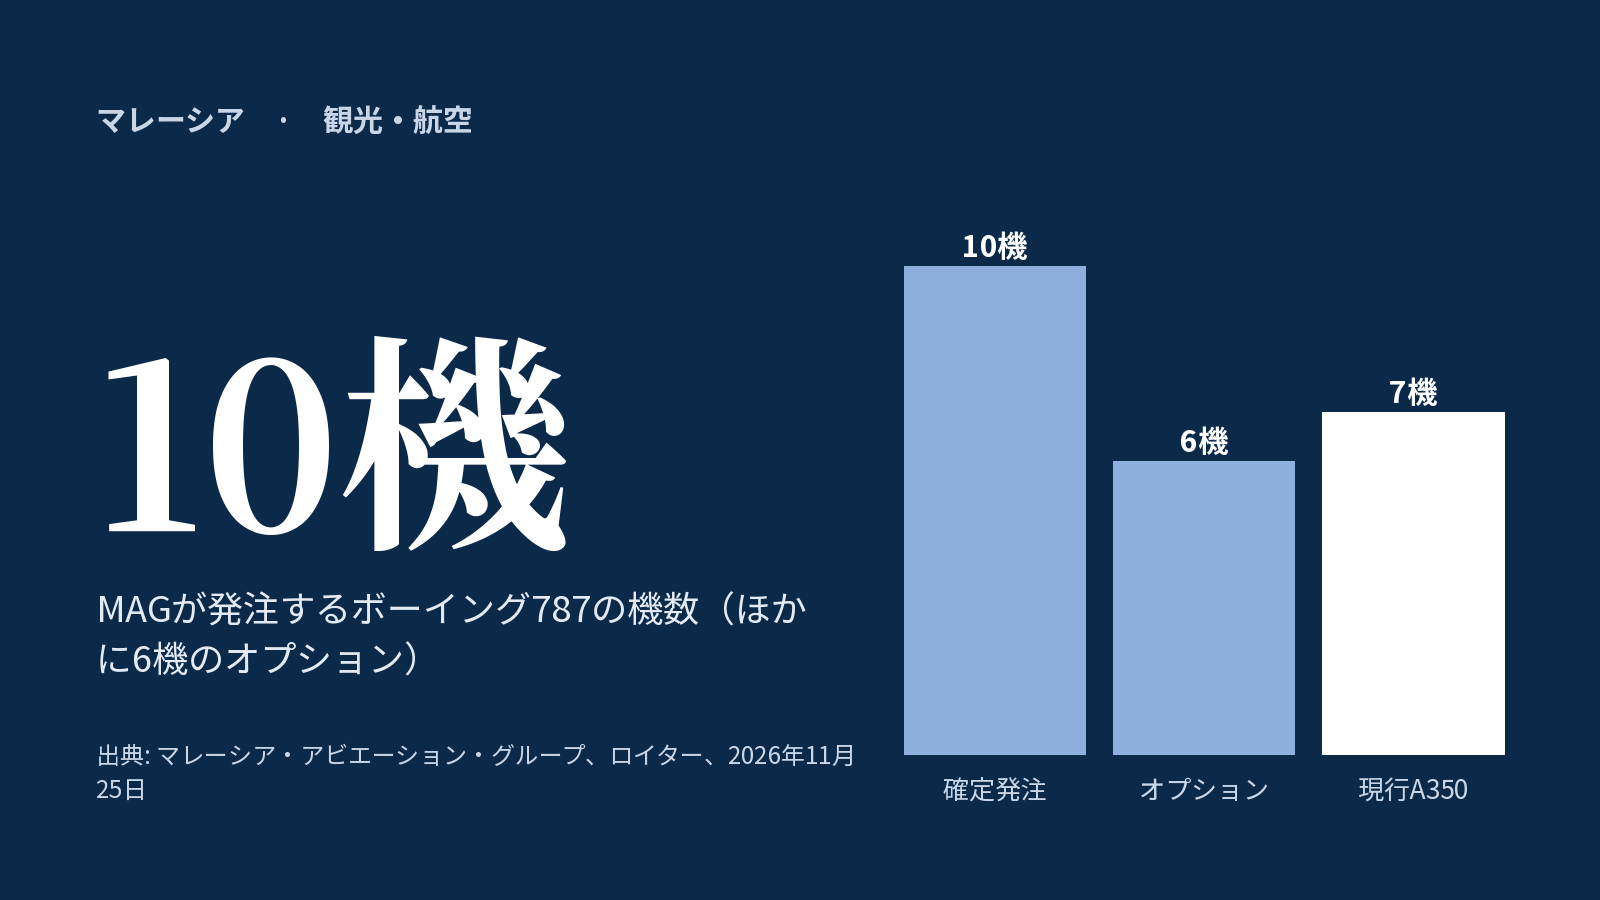 マレーシア · 観光・航空
10機
MAGが発注するボーイング787の機数（ほか
に6機のオプション）
出典: マレーシア・アビエーション・グループ、ロイター、2026年11月
25日
10機
6機
7機
確定発注
オプション
現行A350